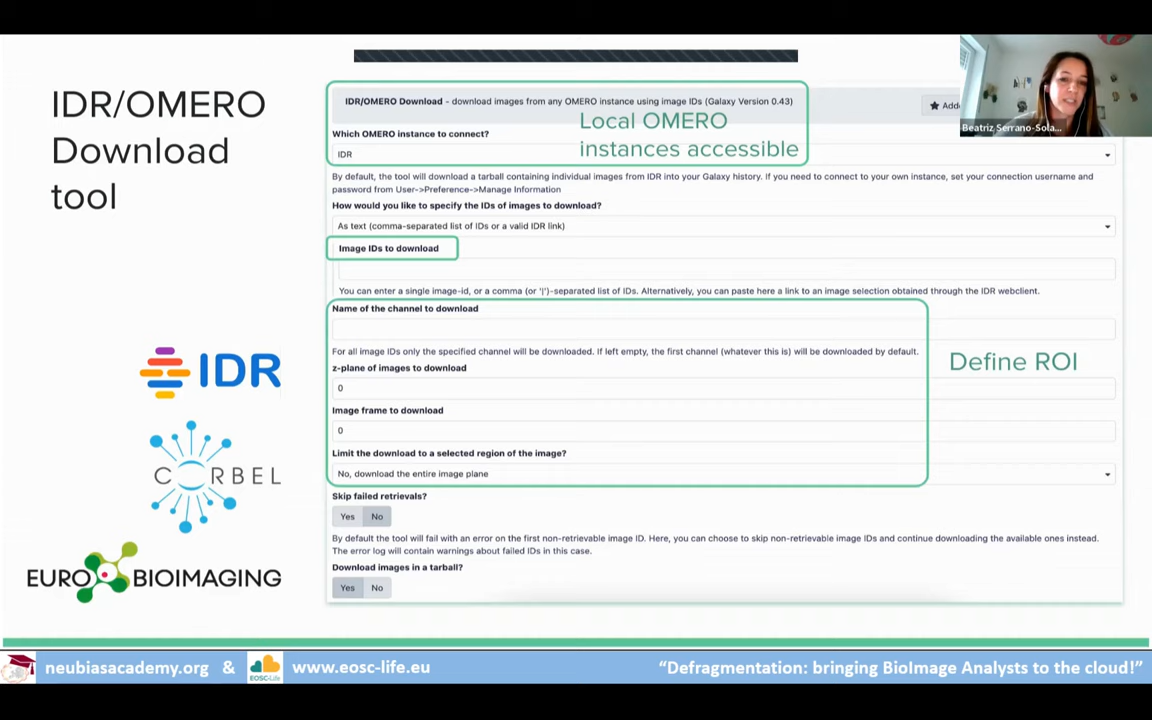 IDR/OMERO
Download
tool
IDR/OMERO Download - download images from any OMERO instance using image IDs (Galaxy Version 0.43)
Local OMERO
instances accessible
Which OMERO instance to connect?
IDR
By default, the tool will download a tarball containing individual images from IDR into your Galaxy history. If you need to connect to your own instance, set your connection username and
password from User->Preference->Manage Information
How would you like to specify the IDs of images to download?
As text (comma-separated list of IDs or a valid IDR link)
Image IDs to download
You can enter a single image-id, or a comma (or '|')-separated list of IDs. Alternatively, you can paste here a link to an image selection obtained through the IDR webclient.
Name of the channel to download
For all image IDs only the specified channel will be downloaded. If left empty, the first channel (whatever this is) will be downloaded by default.
Define ROI
z-plane of images to download
0
Image frame to download
0
Limit the download to a selected region of the image?
No, download the entire image plane
Skip failed retrievals?
Yes No
By default the tool will fail with an error on the first non-retrievable image ID. Here, you can choose to skip non-retrievable image IDs and continue downloading the available ones instead.
The error log will contain warnings about failed IDs in this case.
Download images in a tarball?
Yes No
IDR
CORBEL
EURO BIOIMAGING
Beatriz Serrano-Sola...
neubiasacademy.org & EOSC-Life www.eosc-life.eu "Defragmentation: bringing BioImage Analysts to the cloud!"